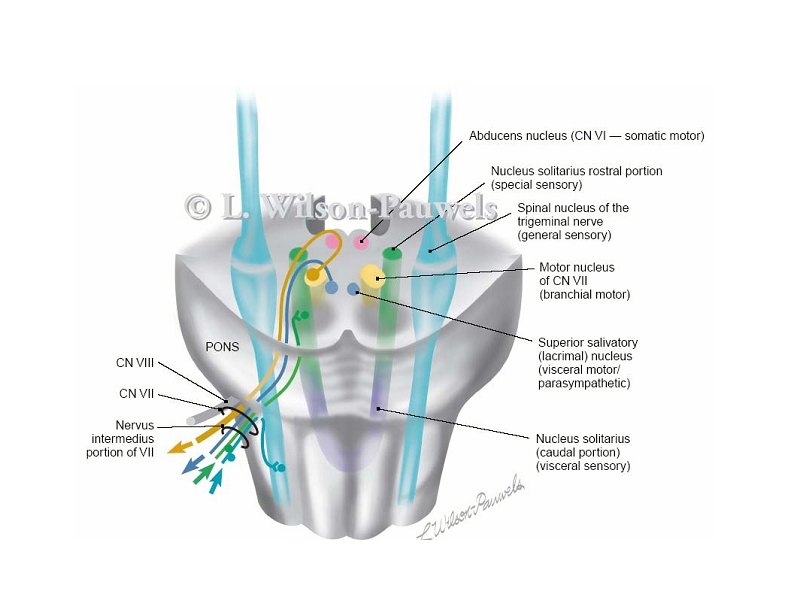 Abducens nucleus (CN VI — somatic motor)
Nucleus solitarius rostral portion
(special sensory)
© L. Wilson-Pauwels
Spinal nucleus of the
trigeminal nerve
(general sensory)
Motor nucleus
of CN VII
(branchial motor)
Superior salivatory
(lacrimal) nucleus
(visceral motor/
parasympathetic)
PONS
CN VIII
CN VII
Nervus
intermedius
portion of VII
Nucleus solitarius
(caudal portion)
(visceral sensory)
L Wilson-Pauwels